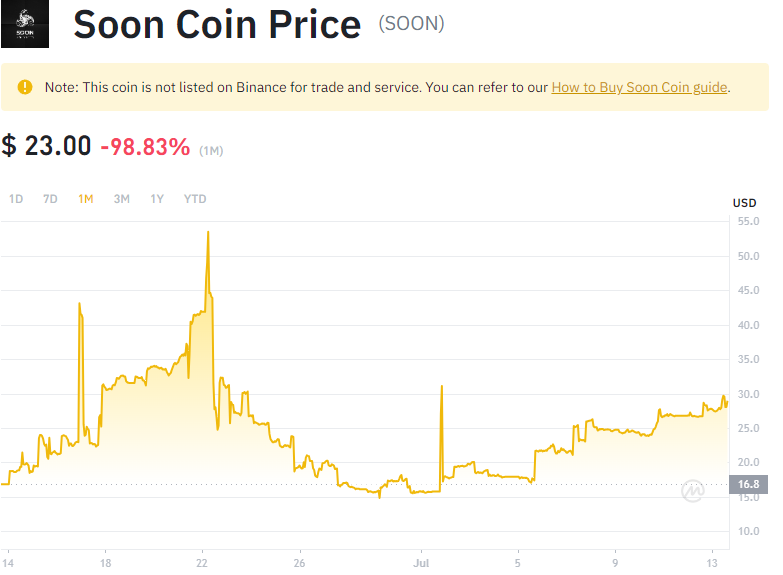 SOON
Soon Coin Price (SOON)
Note: This coin is not listed on Binance for trade and service. You can refer to our How to Buy Soon Coin guide.
$ 23.00 -98.83% (1M)
1D 7D 1M 3M 1Y YTD
USD
55.0
50.0
45.0
40.0
35.0
30.0
25.0
20.0
16.8
15.0
10.0
14 18 22 26 Jul 5 9 13